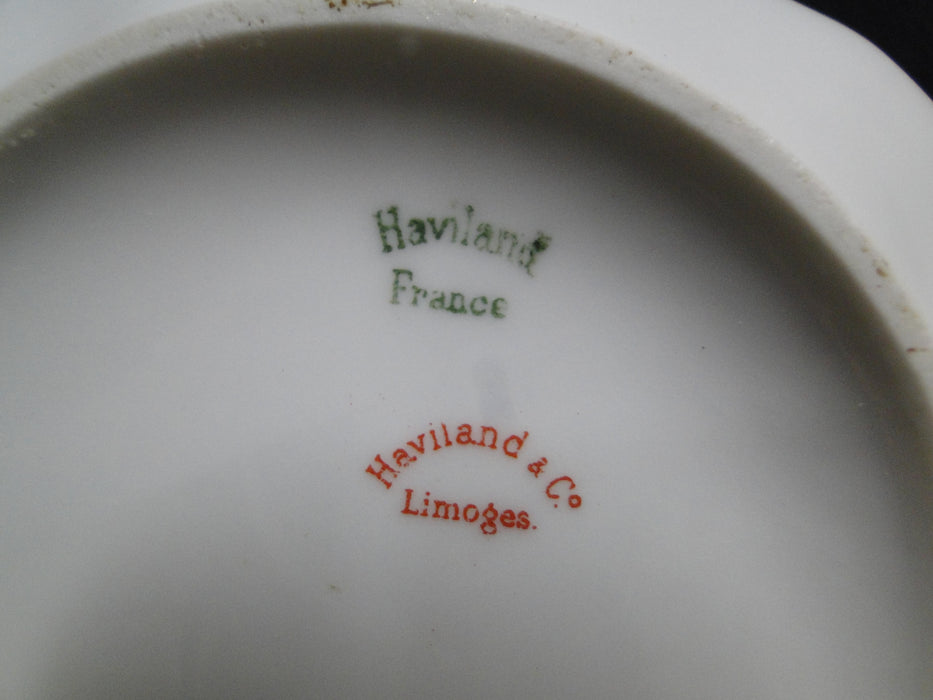 Haviland
France
Haviland & Co
Limoges.